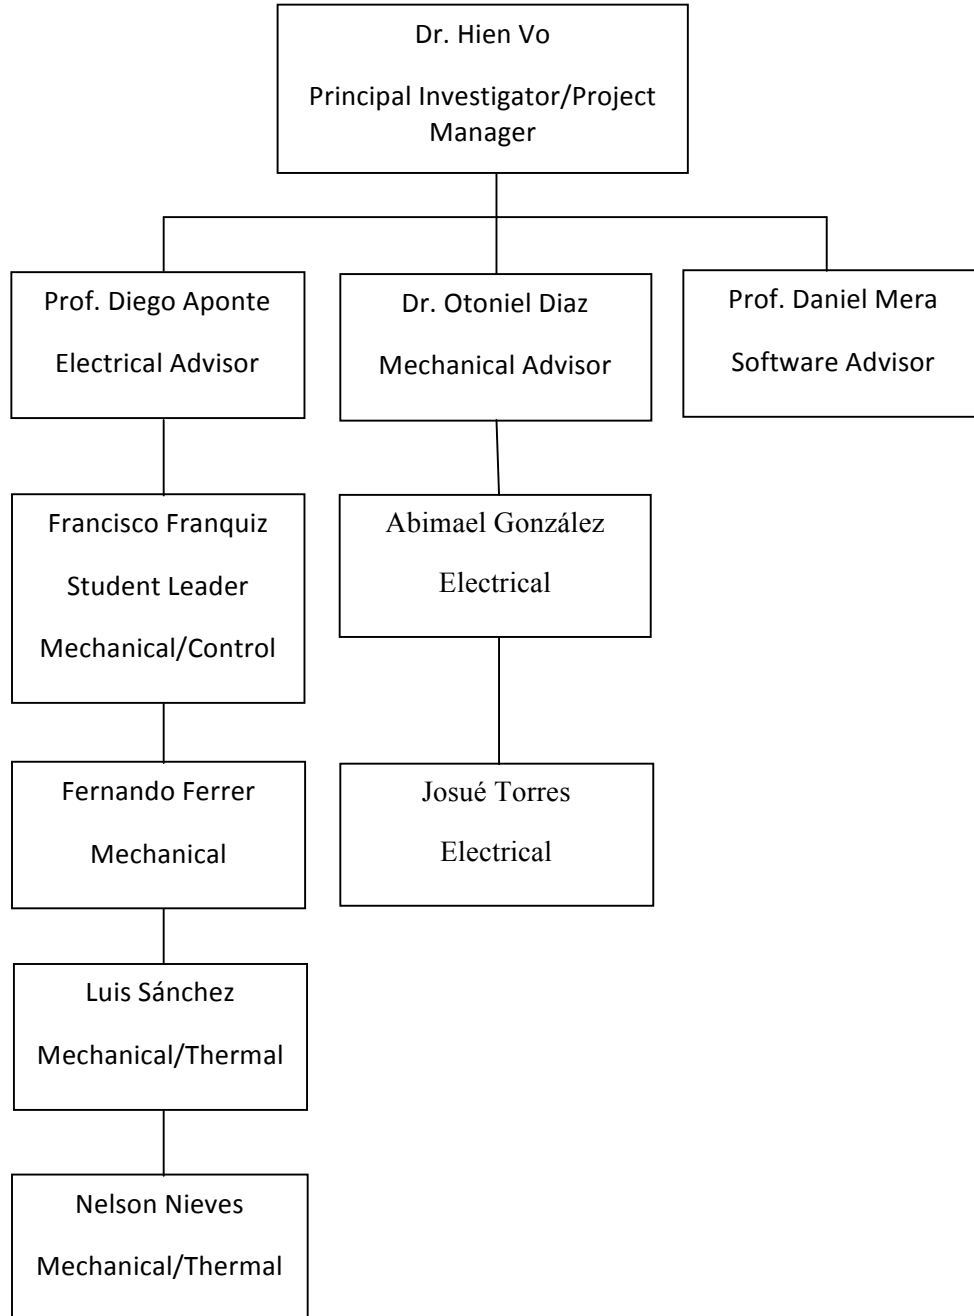 Dr. Hien Vo
Principal Investigator/Project
Manager
Prof. Diego Aponte
Electrical Advisor
Dr. Otoniel Diaz
Mechanical Advisor
Prof. Daniel Mera
Software Advisor
Francisco Franquiz
Student Leader
Mechanical/Control
Abimael González
Electrical
Fernando Ferrer
Mechanical
Josué Torres
Electrical
Luis Sánchez
Mechanical/Thermal
Nelson Nieves
Mechanical/Thermal